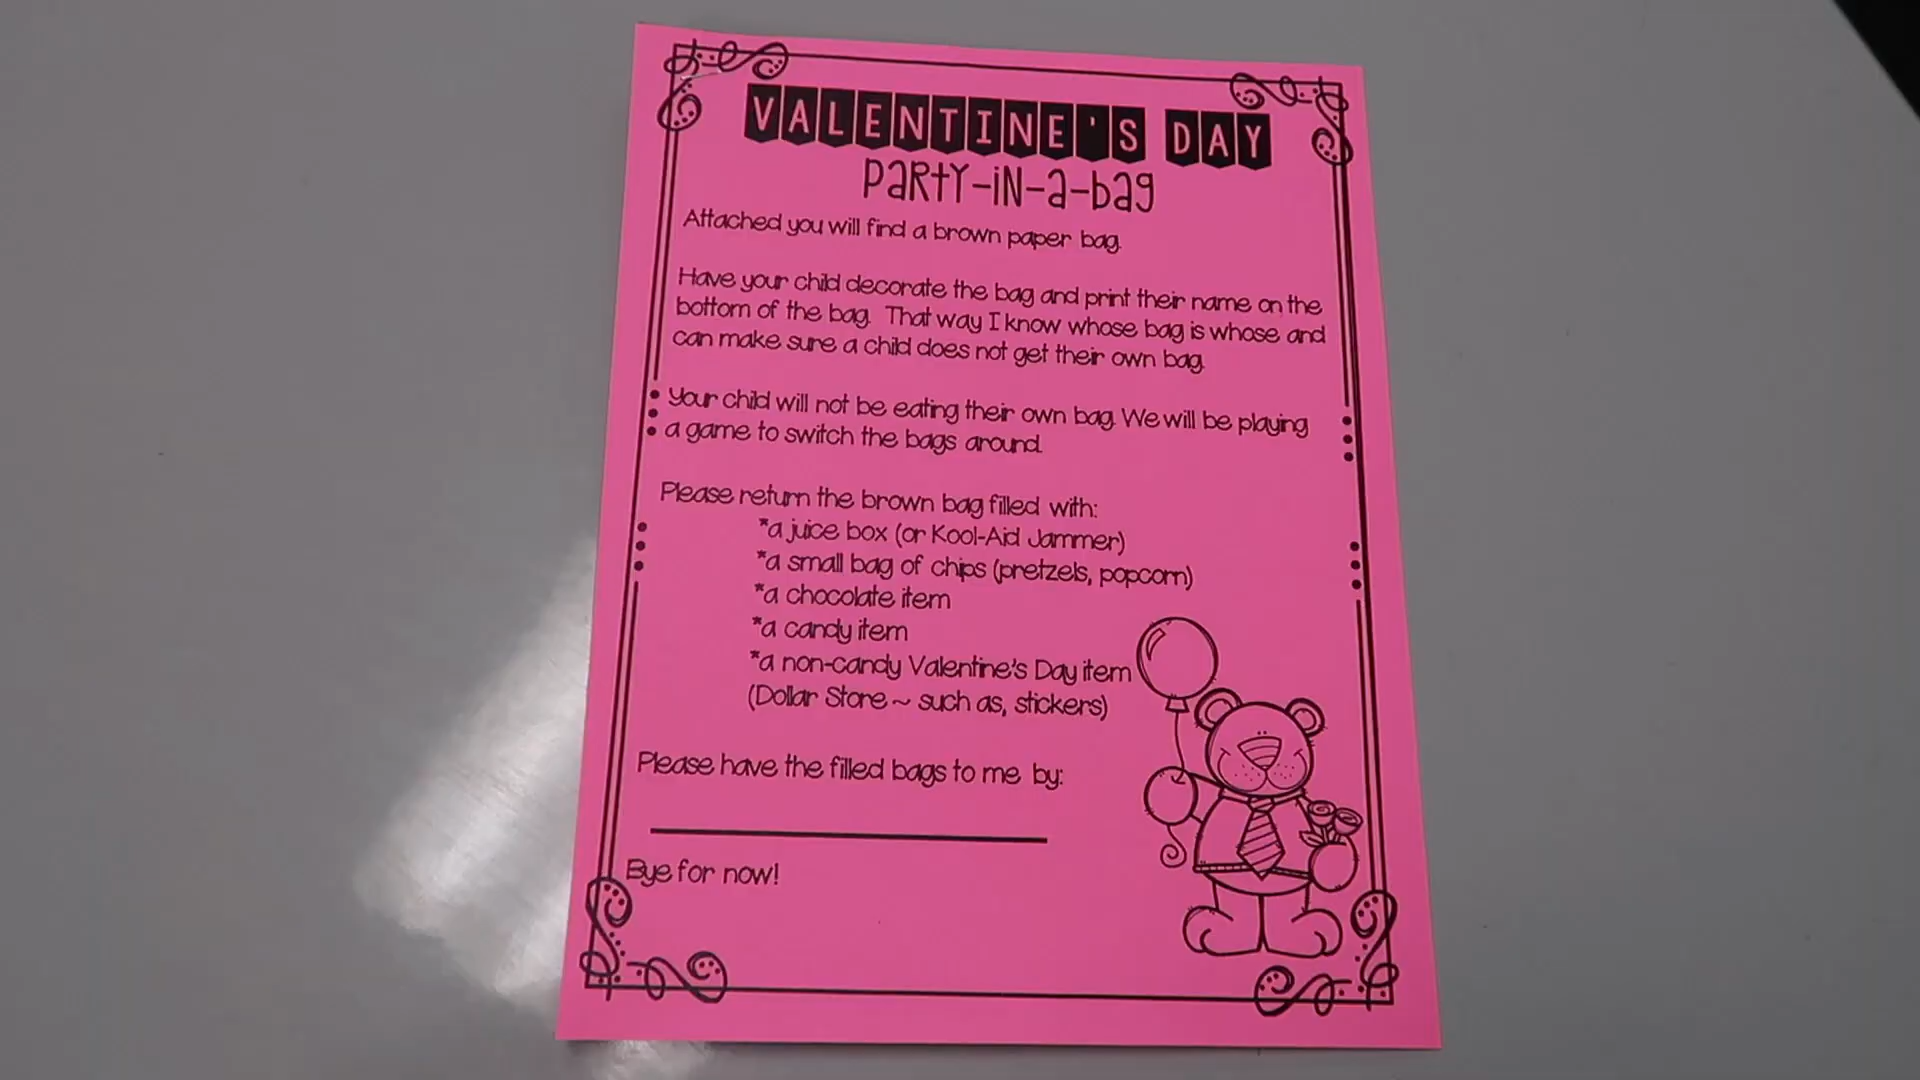 VALENTINE'S DAY
PARTY-IN-A-BAG
Attached you will find a brown paper bag.
Have your child decorate the bag and print their name on the
bottom of the bag. That way I know whose bag is whose and
can make sure a child does not get their own bag.
Your child will not be eating their own bag. We will be playing
a game to switch the bags around.
Please return the brown bag filled with:
*a juice box (or Kool-Aid Jammer)
*a small bag of chips (pretzels, popcorn)
*a chocolate item
*a candy item
*a non-candy Valentine's Day item
(Dollar Store ~ such as, stickers)
Please have the filled bags to me by:
Bye for now!